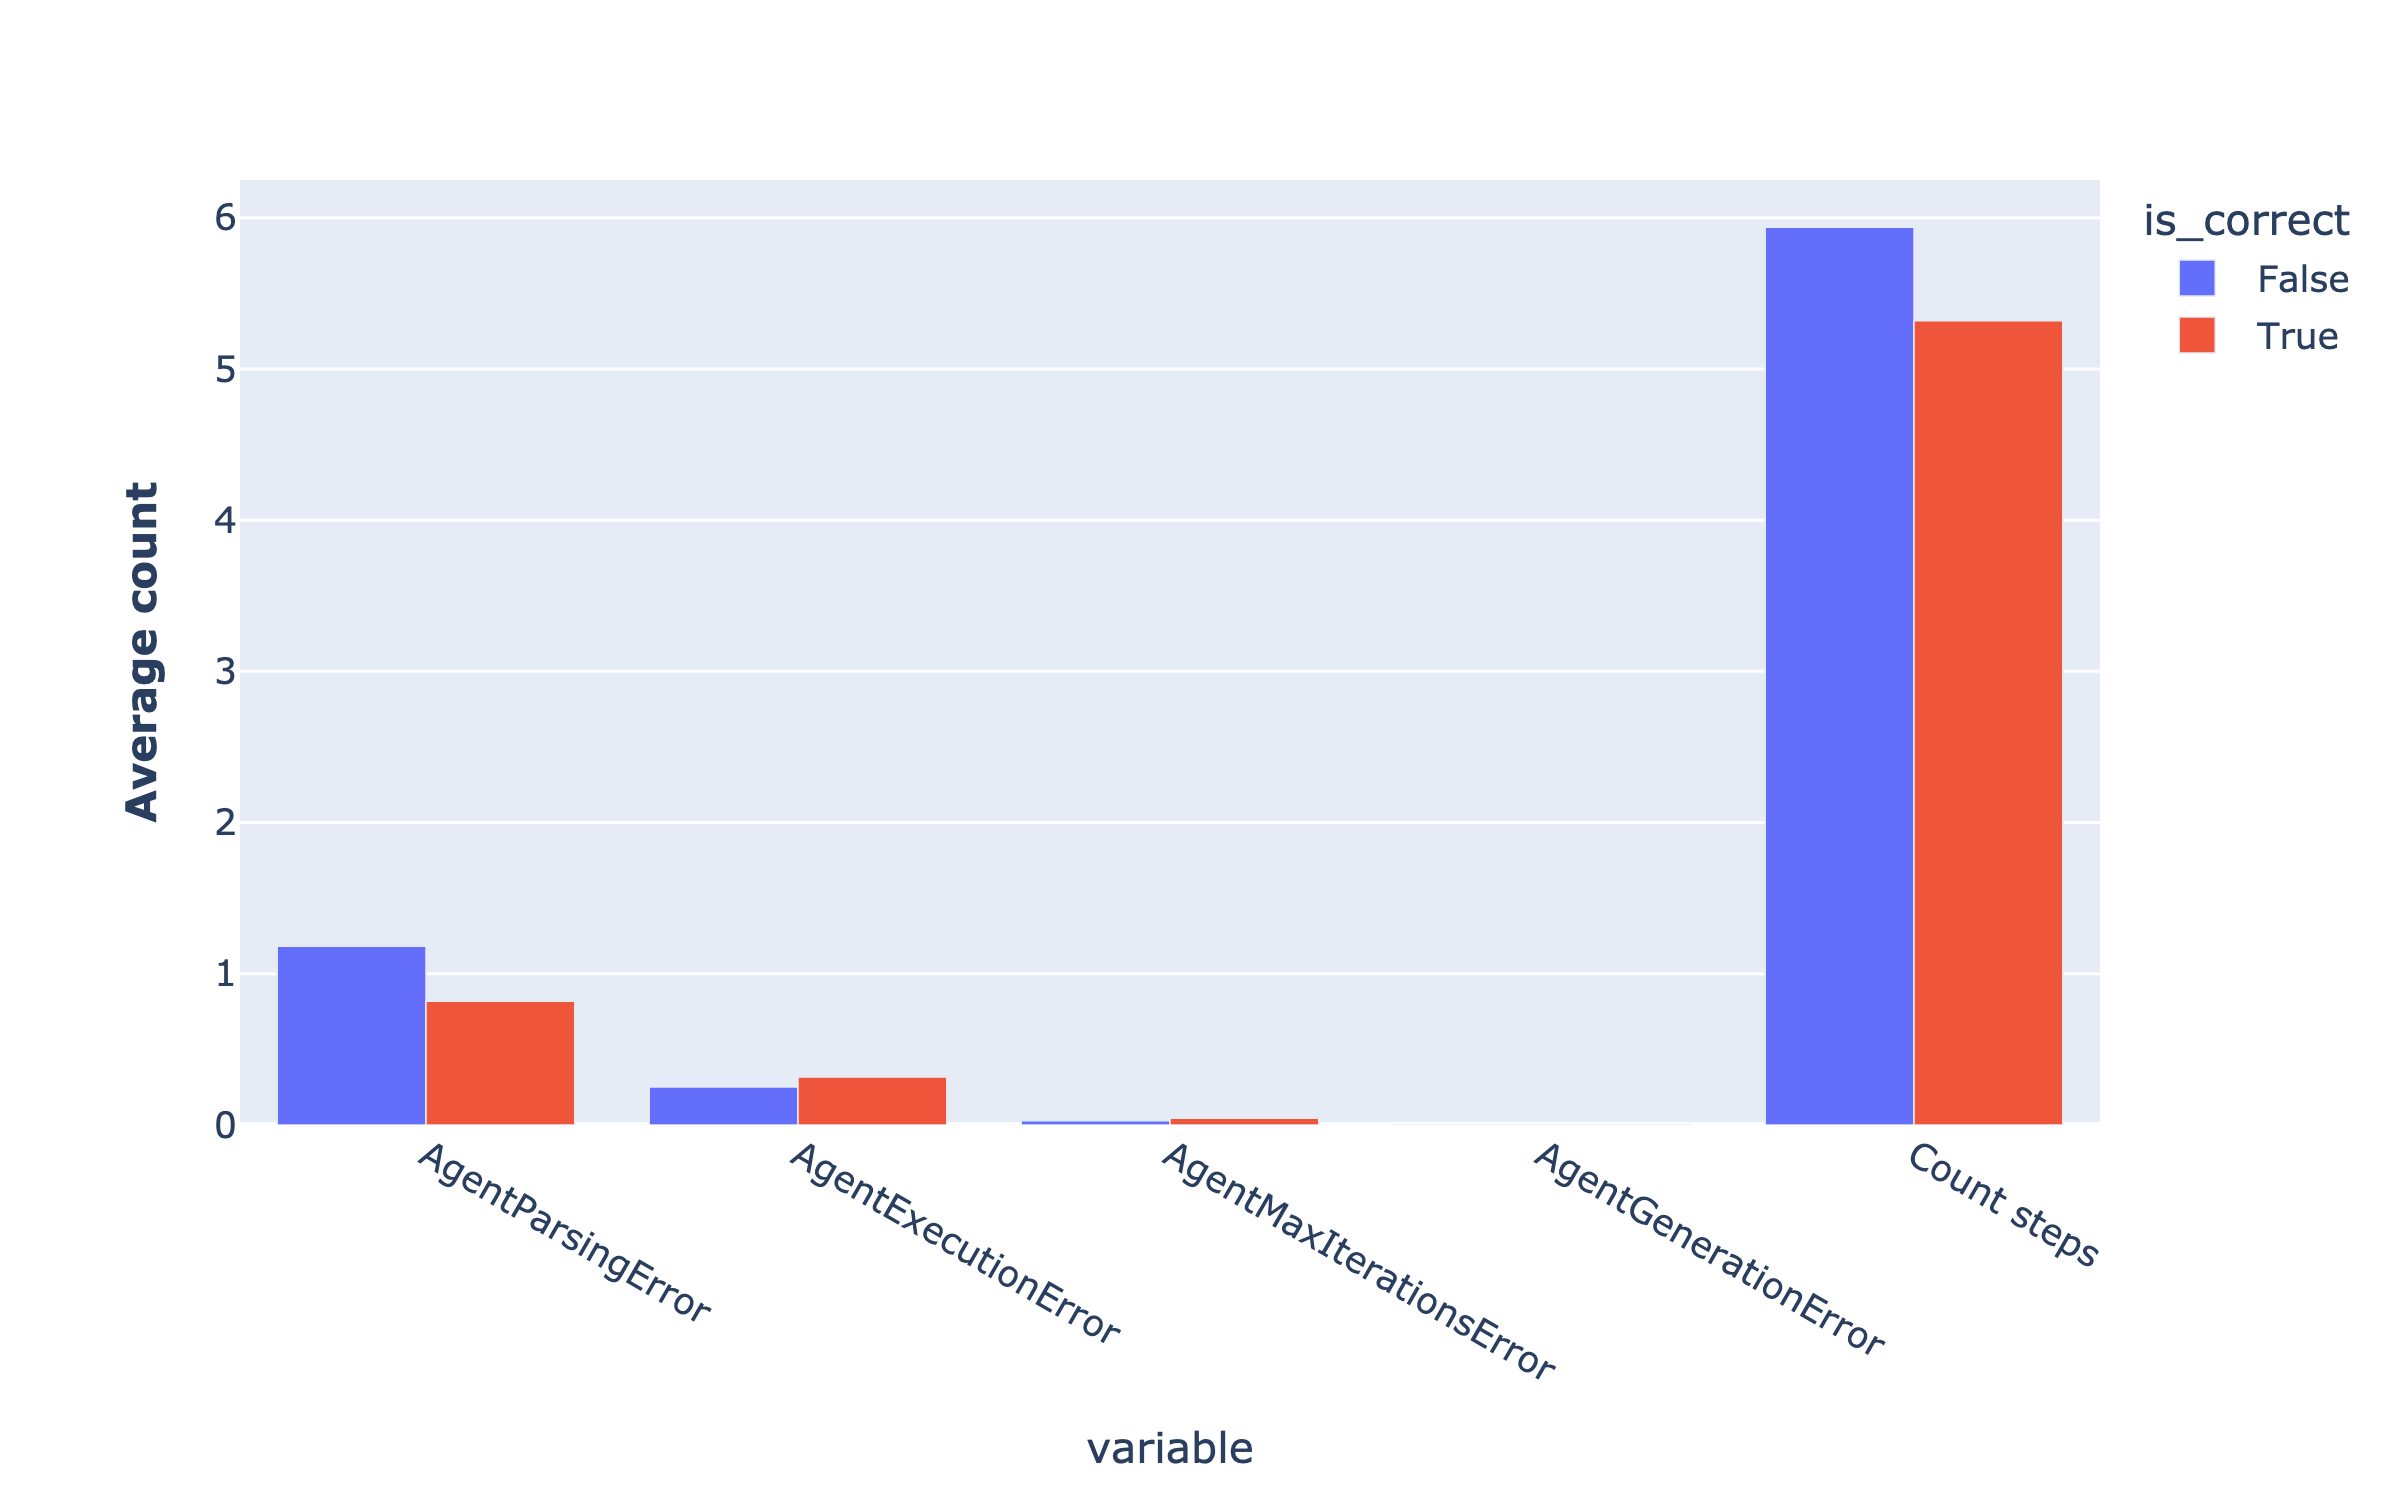 is_correct
False
True
Average count
6
5
4
3
2
1
0
AgentParsingError
AgentExecutionError
AgentMaxIterationsError
AgentGenerationError
Count steps
variable